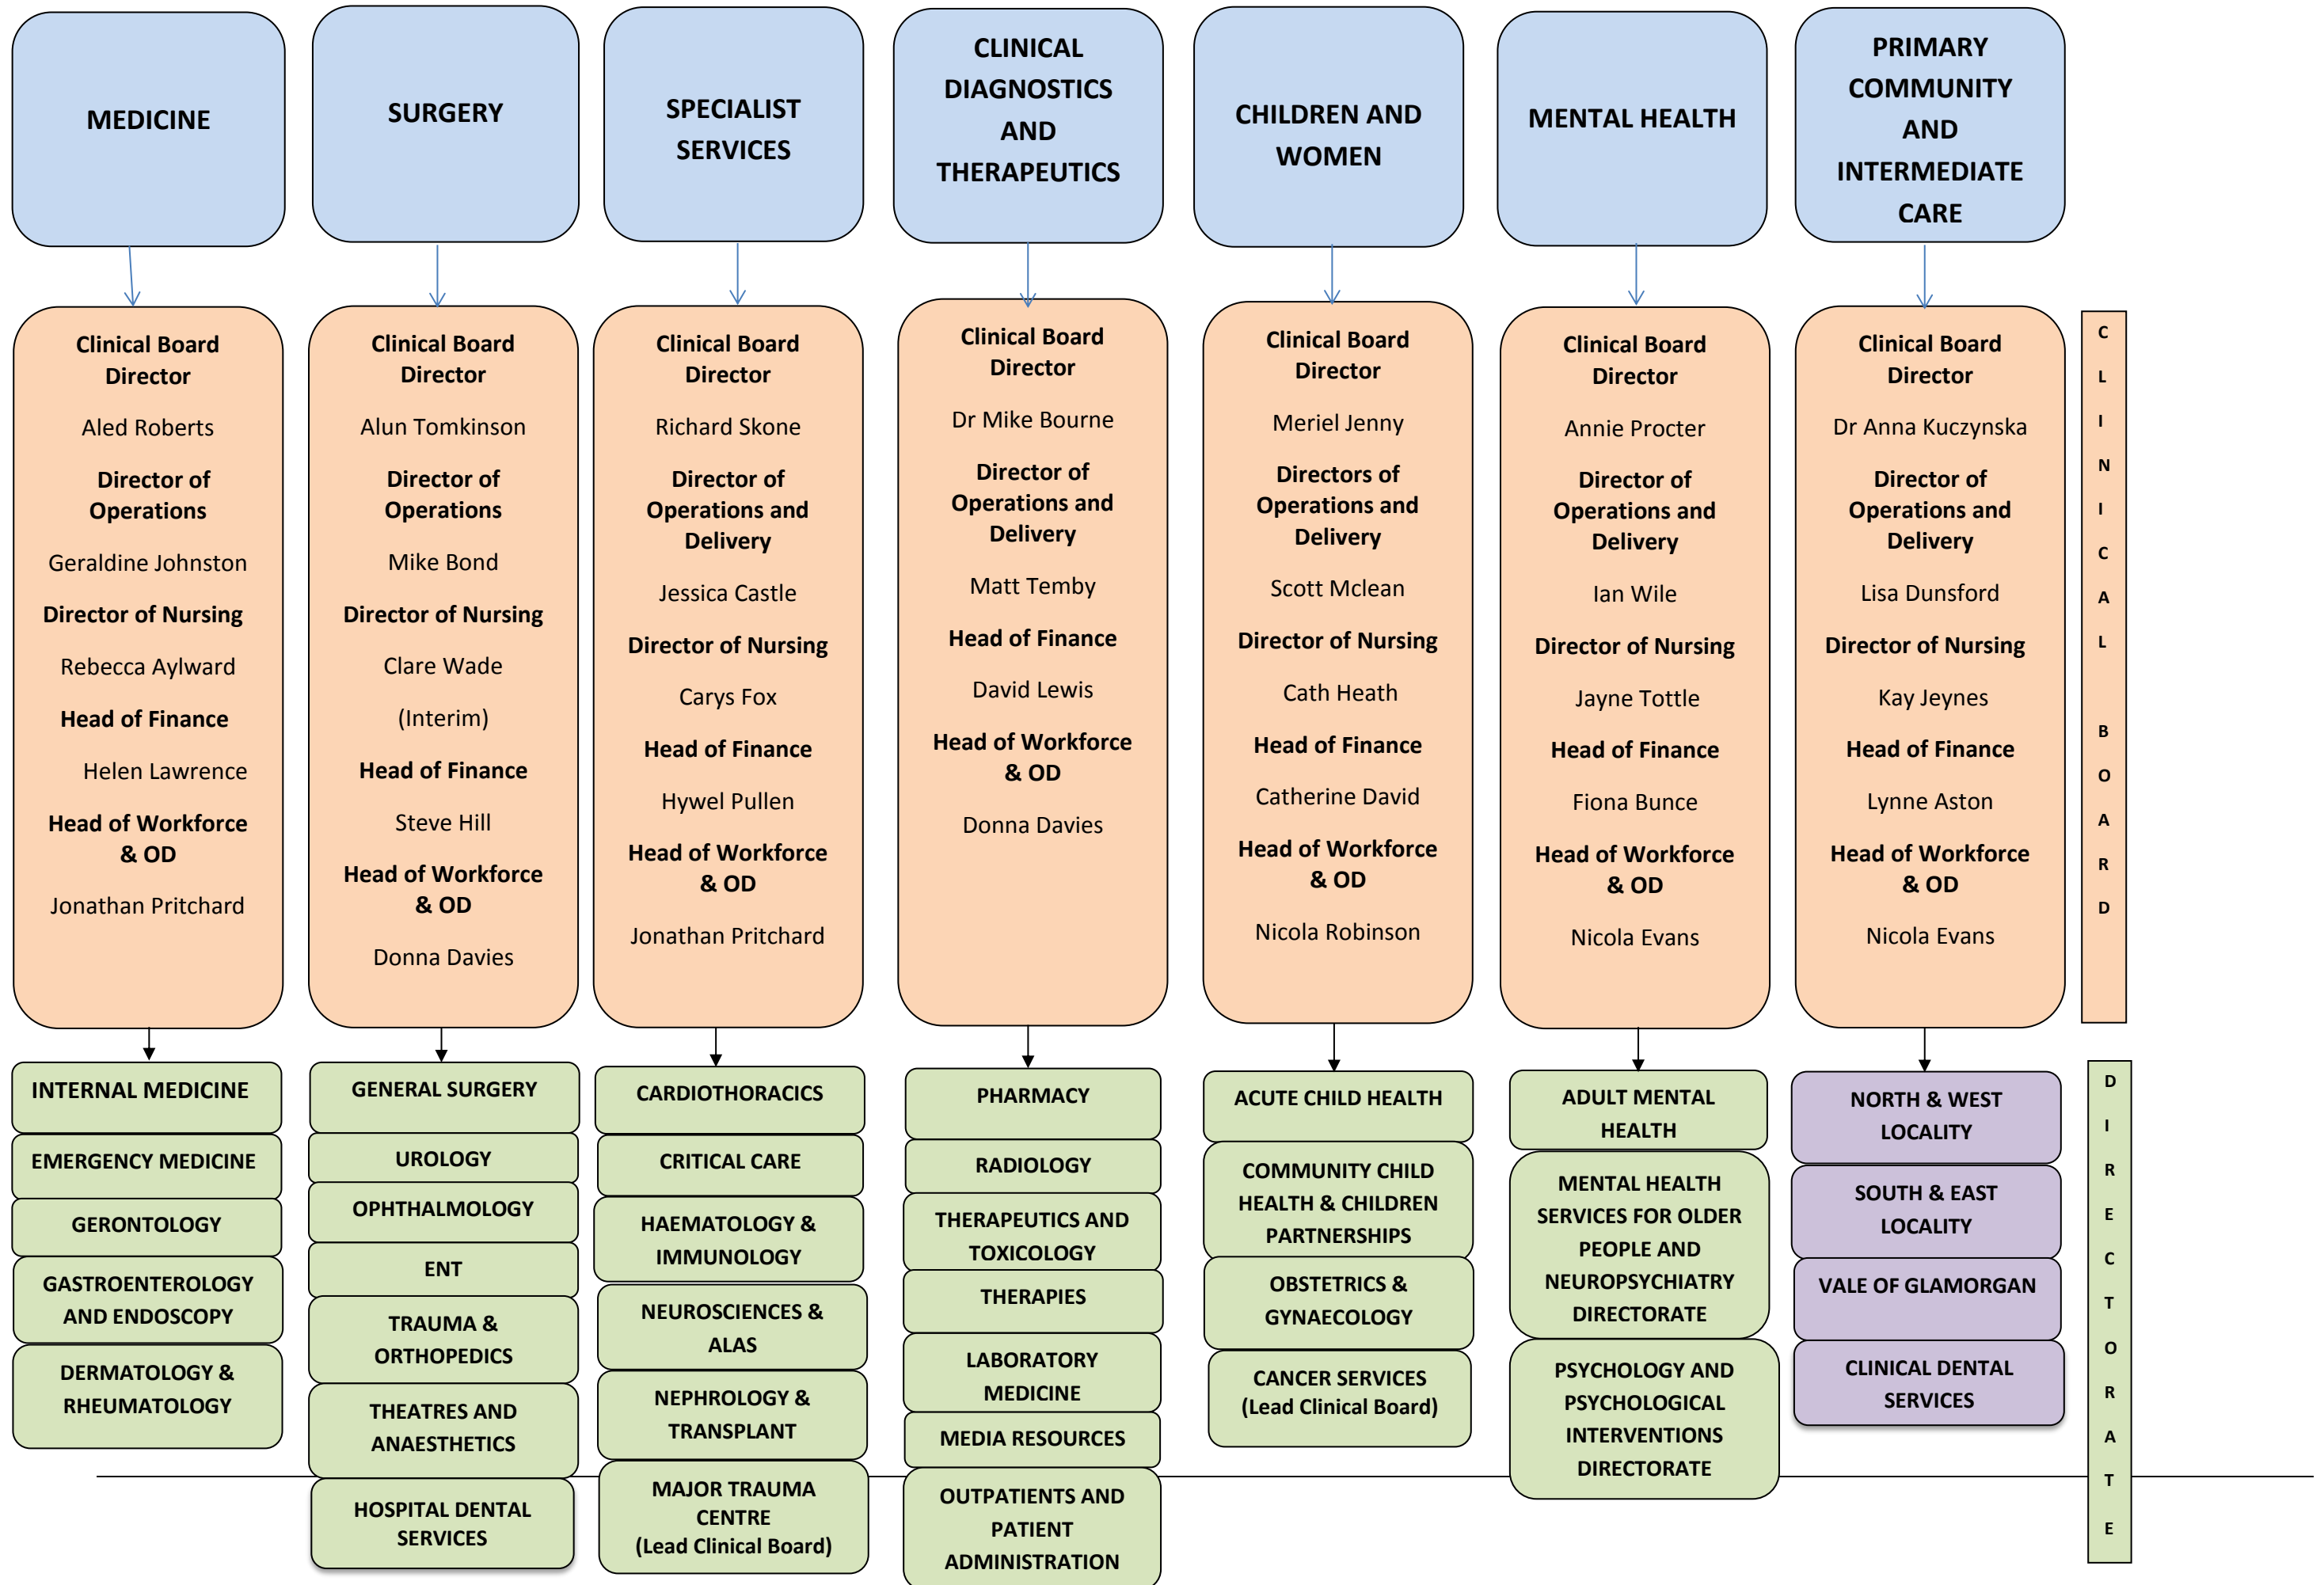 MEDICINE
SURGERY
SPECIALIST
SERVICES
CLINICAL
DIAGNOSTICS
AND
THERAPEUTICS
CHILDREN AND
WOMEN
MENTAL HEALTH
PRIMARY
COMMUNITY
AND
INTERMEDIATE
CARE
Clinical Board
Director
Aled Roberts
Director of
Operations
Geraldine Johnston
Director of Nursing
Rebecca Aylward
Head of Finance
Helen Lawrence
Head of Workforce
& OD
Jonathan Pritchard
Clinical Board
Director
Alun Tomkinson
Director of
Operations
Mike Bond
Director of Nursing
Clare Wade
(Interim)
Head of Finance
Steve Hill
Head of Workforce
& OD
Donna Davies
Clinical Board
Director
Richard Skone
Director of
Operations and
Delivery
Jessica Castle
Director of Nursing
Carys Fox
Head of Finance
Hywel Pullen
Head of Workforce
& OD
Jonathan Pritchard
Clinical Board
Director
Dr Mike Bourne
Director of
Operations and
Delivery
Matt Temby
Head of Finance
David Lewis
Head of Workforce
& OD
Donna Davies
Clinical Board
Director
Meriel Jenny
Directors of
Operations and
Delivery
Scott Mclean
Director of Nursing
Cath Heath
Head of Finance
Catherine David
Head of Workforce
& OD
Nicola Robinson
Clinical Board
Director
Annie Procter
Director of
Operations and
Delivery
Ian Wile
Director of Nursing
Jayne Tottle
Head of Finance
Fiona Bunce
Head of Workforce
& OD
Nicola Evans
Clinical Board
Director
Dr Anna Kuczynska
Director of
Operations and
Delivery
Lisa Dunsford
Director of Nursing
Kay Jeynes
Head of Finance
Lynne Aston
Head of Workforce
& OD
Nicola Evans
CLINICAL BOARD
INTERNAL MEDICINE
EMERGENCY MEDICINE
GERONTOLOGY
GASTROENTEROLOGY
AND ENDOSCOPY
DERMATOLOGY &
RHEUMATOLOGY
GENERAL SURGERY
UROLOGY
OPHTHALMOLOGY
ENT
TRAUMA &
ORTHOPEDICS
THEATRES AND
ANAESTHETICS
HOSPITAL DENTAL
SERVICES
CARDIOTHORACICS
CRITICAL CARE
HAEMATOLOGY &
IMMUNOLOGY
NEUROSCIENCES &
ALAS
NEPHROLOGY &
TRANSPLANT
MAJOR TRAUMA
CENTRE
(Lead Clinical Board)
PHARMACY
RADIOLOGY
THERAPEUTICS AND
TOXICOLOGY
THERAPIES
LABORATORY
MEDICINE
MEDIA RESOURCES
OUTPATIENTS AND
PATIENT
ADMINISTRATION
ACUTE CHILD HEALTH
COMMUNITY CHILD
HEALTH & CHILDREN
PARTNERSHIPS
OBSTETRICS &
GYNAECOLOGY
CANCER SERVICES
(Lead Clinical Board)
ADULT MENTAL
HEALTH
MENTAL HEALTH
SERVICES FOR OLDER
PEOPLE AND
NEUROPSYCHIATRY
DIRECTORATE
PSYCHOLOGY AND
PSYCHOLOGICAL
INTERVENTIONS
DIRECTORATE
NORTH & WEST
LOCALITY
SOUTH & EAST
LOCALITY
VALE OF GLAMORGAN
CLINICAL DENTAL
SERVICES
DIRECTORATE